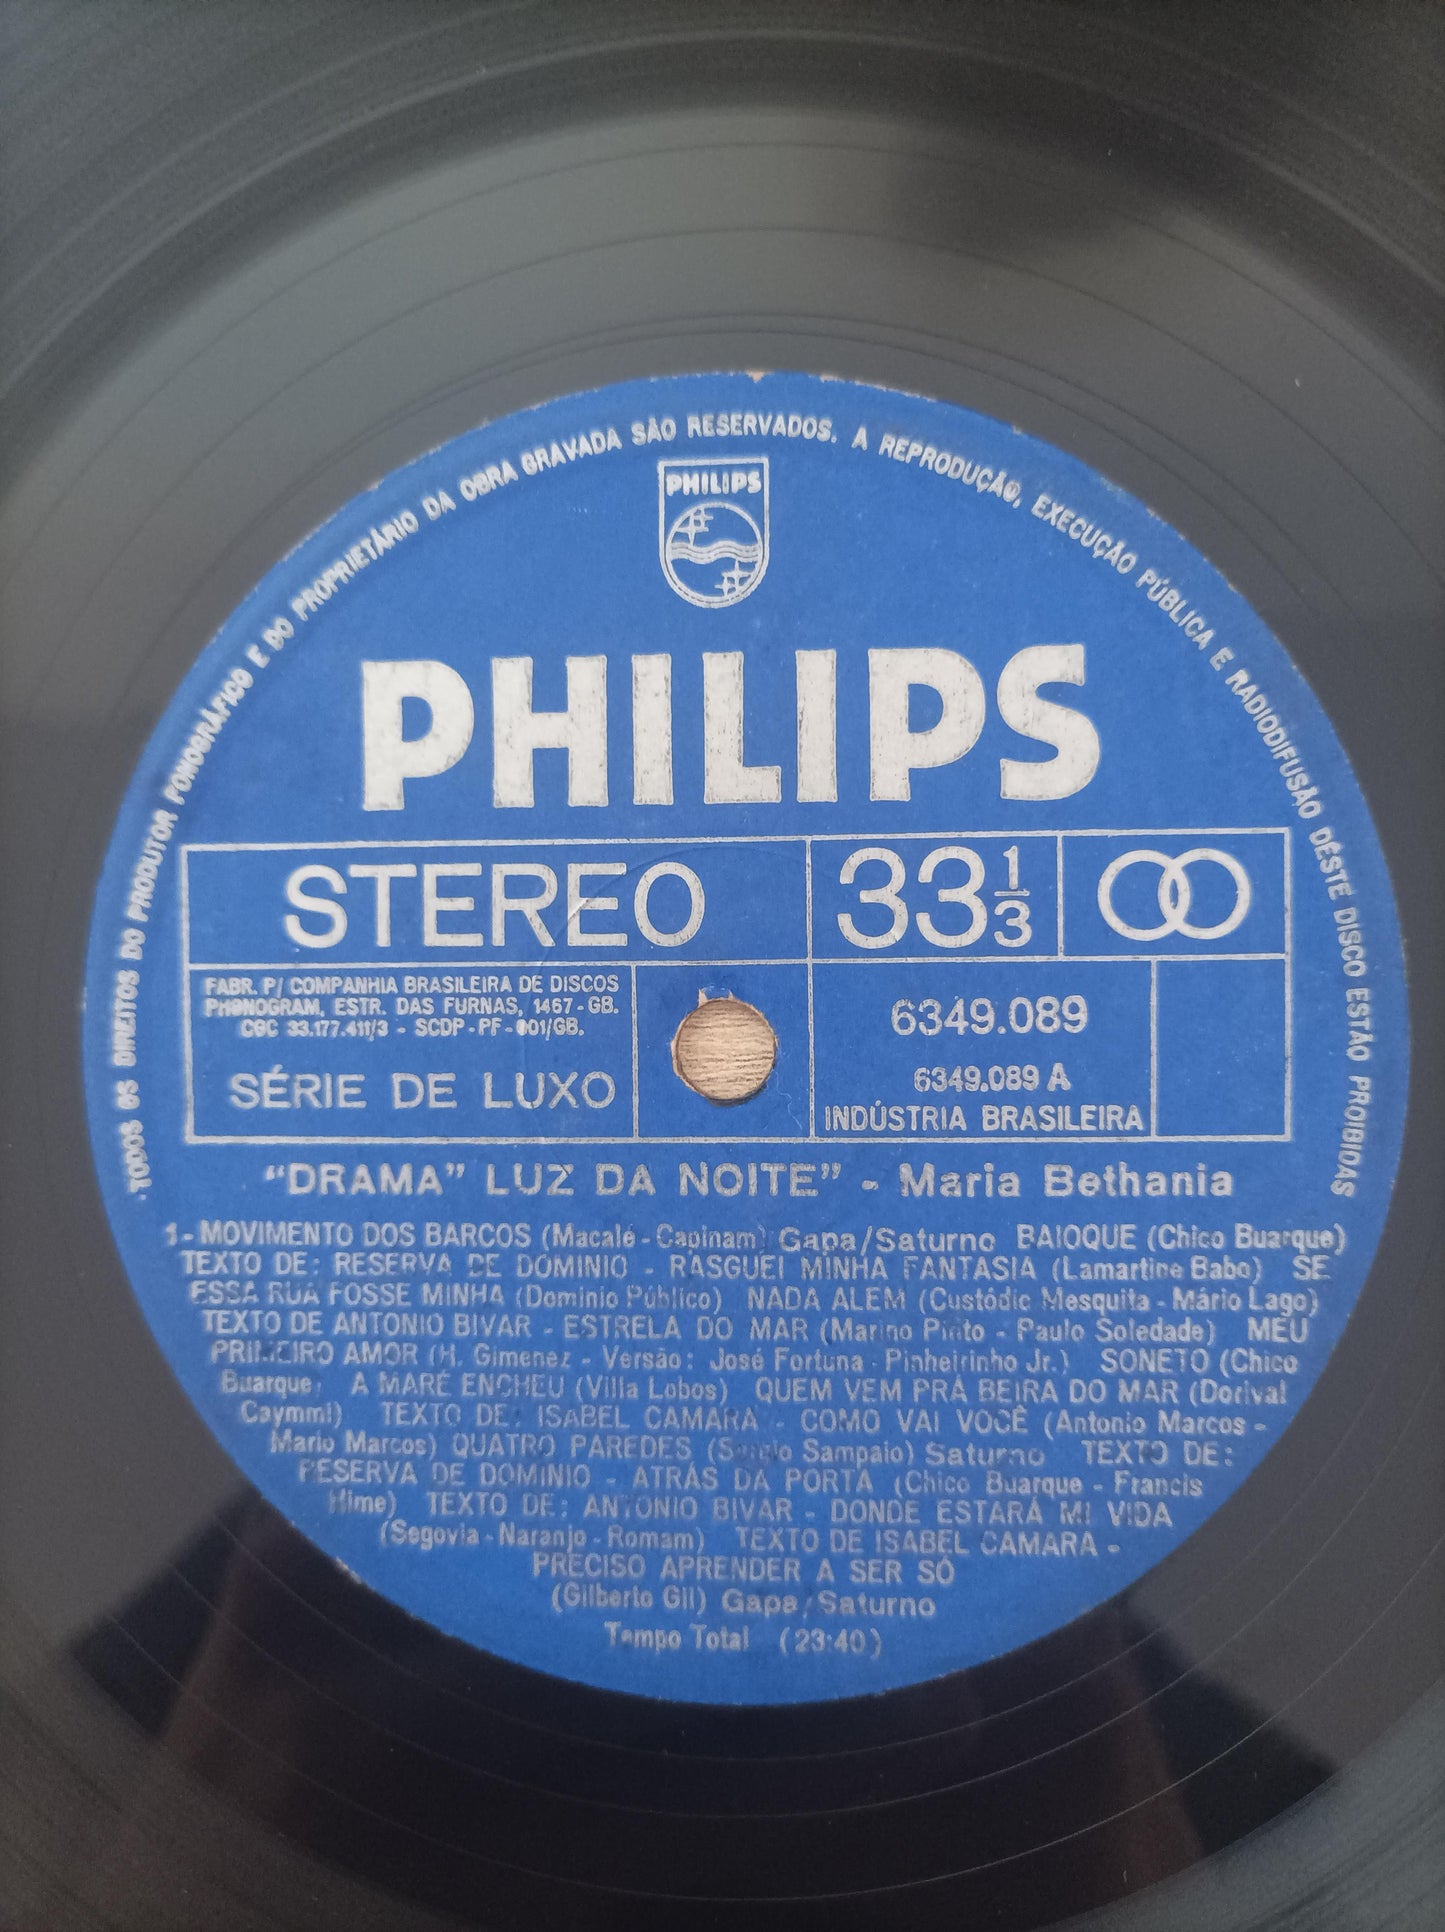 TODOS OS DIREITOS DO PRODUTOR FONOGRÁFICO E DO PROPRIETÁRIO DA OBRA GRAVADA SÃO RESERVADOS. A REPRODUÇÃO, EXECUÇÃO PÚBLICA E RADIODIFUSÃO DÊSTE DISCO ESTÃO PROIBIDAS
PHILIPS
PHILIPS
STEREO 33 1/3
FABR. P/ COMPANHIA BRASILEIRA DE DISCOS
PHONOGRAM, ESTR. DAS FURNAS, 1467-GB.
CGC 33.177.411/3 - SCDP-PF-001/GB.
SÉRIE DE LUXO
6349.089
6349.089 A
INDÚSTRIA BRASILEIRA
"DRAMA" LUZ DA NOITE" - Maria Bethania
1- MOVIMENTO DOS BARCOS (Macalé - Capinam) Gapa/Saturno BAIOQUE (Chico Buarque)
TEXTO DE: RESERVA DE DOMINIO - RASGUEI MINHA FANTASIA (Lamartine Babo) SE
ESSA RUA FOSSE MINHA (Dominio Público) NADA ALEM (Custódio Mesquita - Mário Lago)
TEXTO DE ANTONIO BIVAR - ESTRELA DO MAR (Marino Pinto - Paulo Soledade) MEU
PRIMEIRO AMOR (H. Gimenez - Versão: José Fortuna - Pinheirinho Jr.) SONETO (Chico
Buarque) A MARÉ ENCHEU (Villa Lobos) QUEM VEM PRÁ BEIRA DO MAR (Dorival
Caymmi) TEXTO DE: ISABEL CAMARA - COMO VAI VOCÊ (Antonio Marcos -
Mario Marcos) QUATRO PAREDES (Sergio Sampaio) Saturno TEXTO DE:
RESERVA DE DOMINIO - ATRÁS DA PORTA (Chico Buarque - Francis
Hime) TEXTO DE: ANTONIO BIVAR - DONDE ESTARÁ MI VIDA
(Segovia - Naranjo - Romam) TEXTO DE ISABEL CAMARA -
PRECISO APRENDER A SER SÓ
(Gilberto Gil) Gapa/Saturno
Tempo Total (23:40)